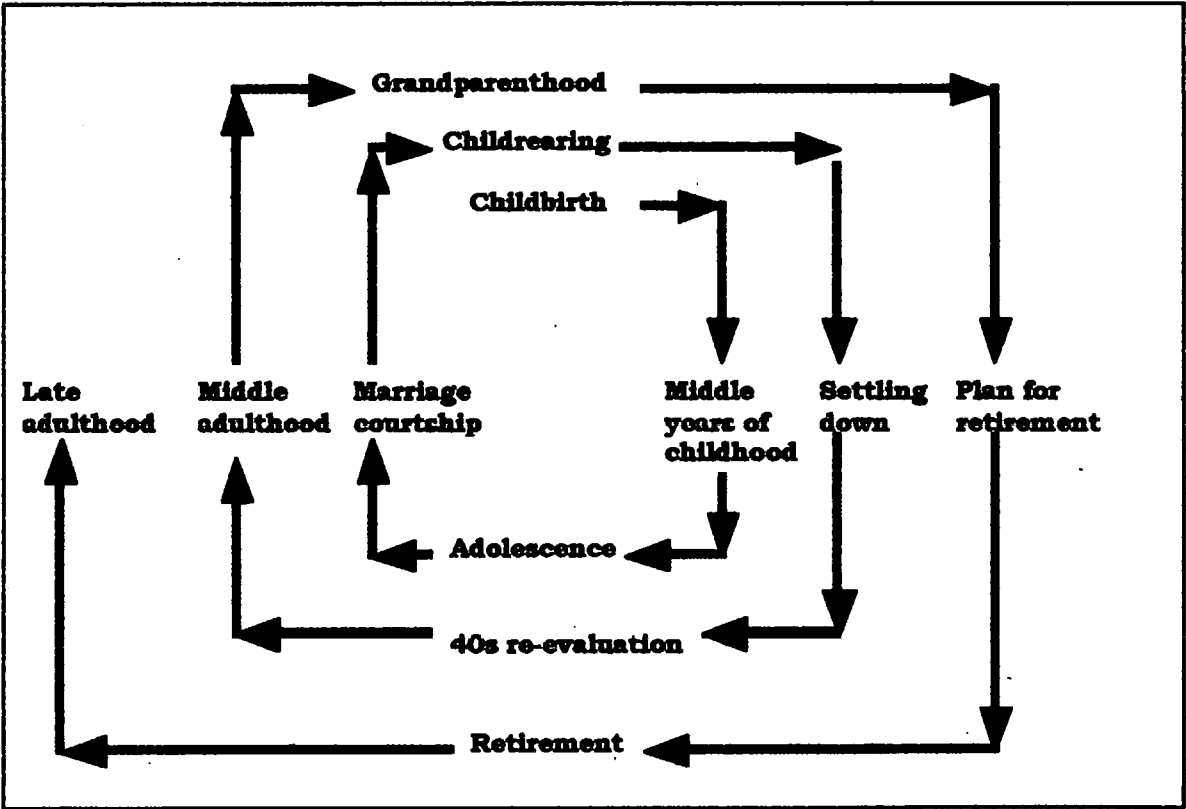 Grandparenthood
Childrearing
Childbirth
Late
adulthood
Middle
adulthood
Marriage
courtship
Middle
years of
childhood
Settling
down
Plan for
retirement
Adolescence
40s re-evaluation
Retirement